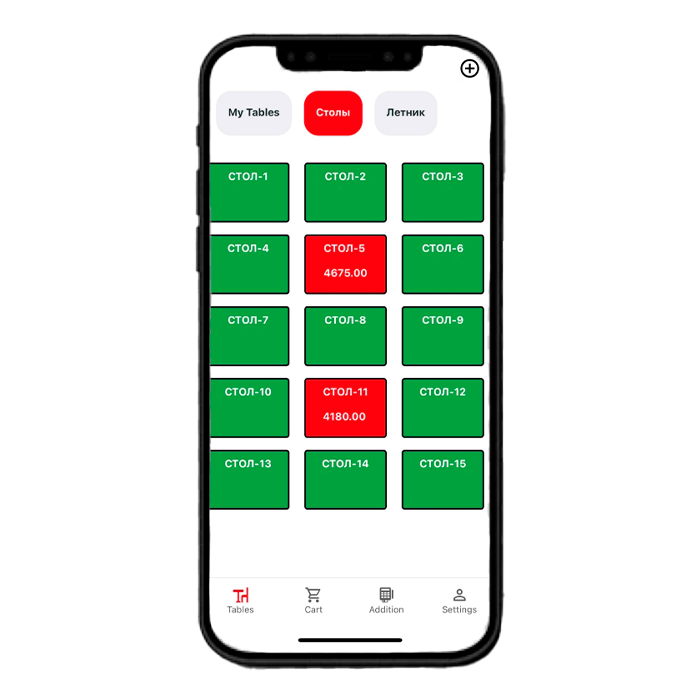 My Tables Столы Летник
СТОЛ-1 СТОЛ-2 СТОЛ-3
СТОЛ-4 СТОЛ-5 СТОЛ-6
4675.00
СТОЛ-7 СТОЛ-8 СТОЛ-9
СТОЛ-10 СТОЛ-11 СТОЛ-12
4180.00
СТОЛ-13 СТОЛ-14 СТОЛ-15
Tables Cart Addition Settings